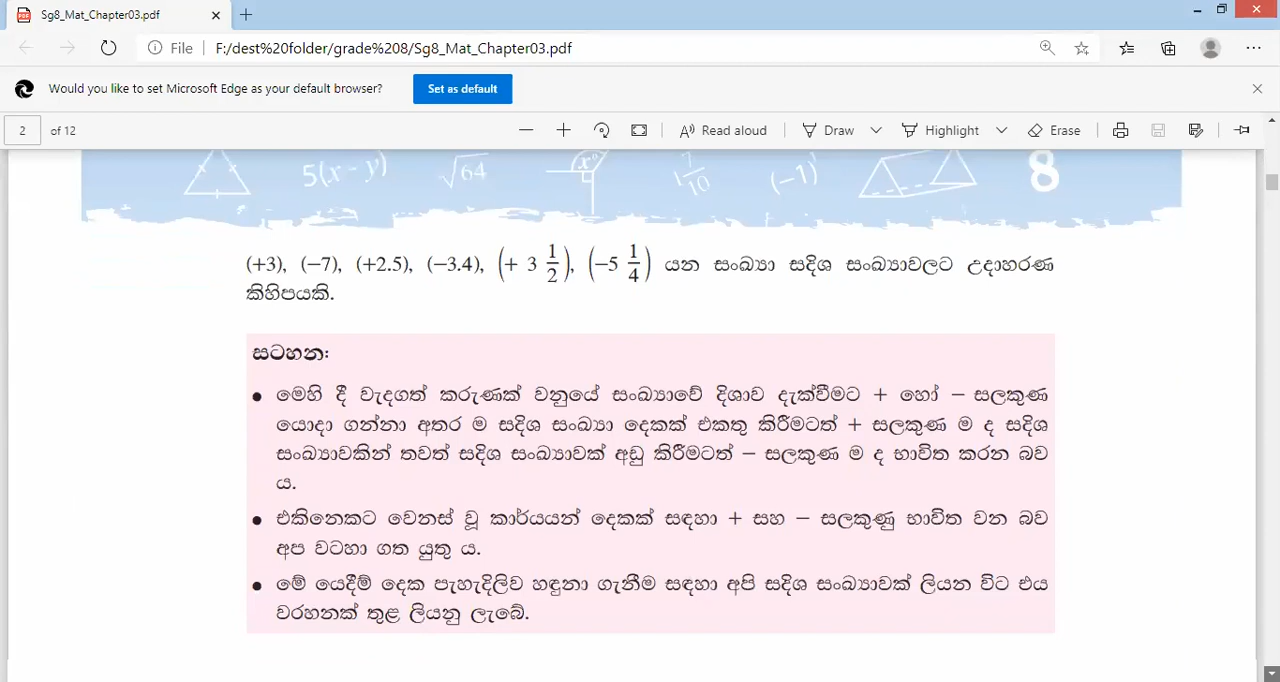 Sg8_Mat_Chapter03.pdf
File F:/dest%20folder/grade%208/Sg8_Mat_Chapter03.pdf
Would you like to set Microsoft Edge as your default browser? Set as default
2 of 12 Read aloud Draw Highlight Erase
5(x – y) √64 x° 1 7/10 (–1) 8
(+3), (−7), (+2.5), (−3.4), (+ 3 1/2), (−5 1/4) යන සංඛ්‍යා සදිශ සංඛ්‍යාවලට උදාහරණ
කිහිපයකි.
සටහන:
• මෙහි දී වැදගත් කරුණක් වනුයේ සංඛ්‍යාවේ දිශාව දැක්වීමට + හෝ − සලකුණ
යොදා ගන්නා අතර ම සදිශ සංඛ්‍යා දෙකක් එකතු කිරීමටත් + සලකුණ ම ද සදිශ
සංඛ්‍යාවකින් තවත් සදිශ සංඛ්‍යාවක් අඩු කිරීමටත් − සලකුණ ම ද භාවිත කරන බව
ය.
• එකිනෙකට වෙනස් වූ කාර්යයන් දෙකක් සඳහා + සහ − සලකුණු භාවිත වන බව
අප වටහා ගත යුතු ය.
• මේ යෙදීම් දෙක පැහැදිලිව හඳුනා ගැනීම සඳහා අපි සදිශ සංඛ්‍යාවක් ලියන විට එය
වරහනක් තුළ ලියනු ලැබේ.